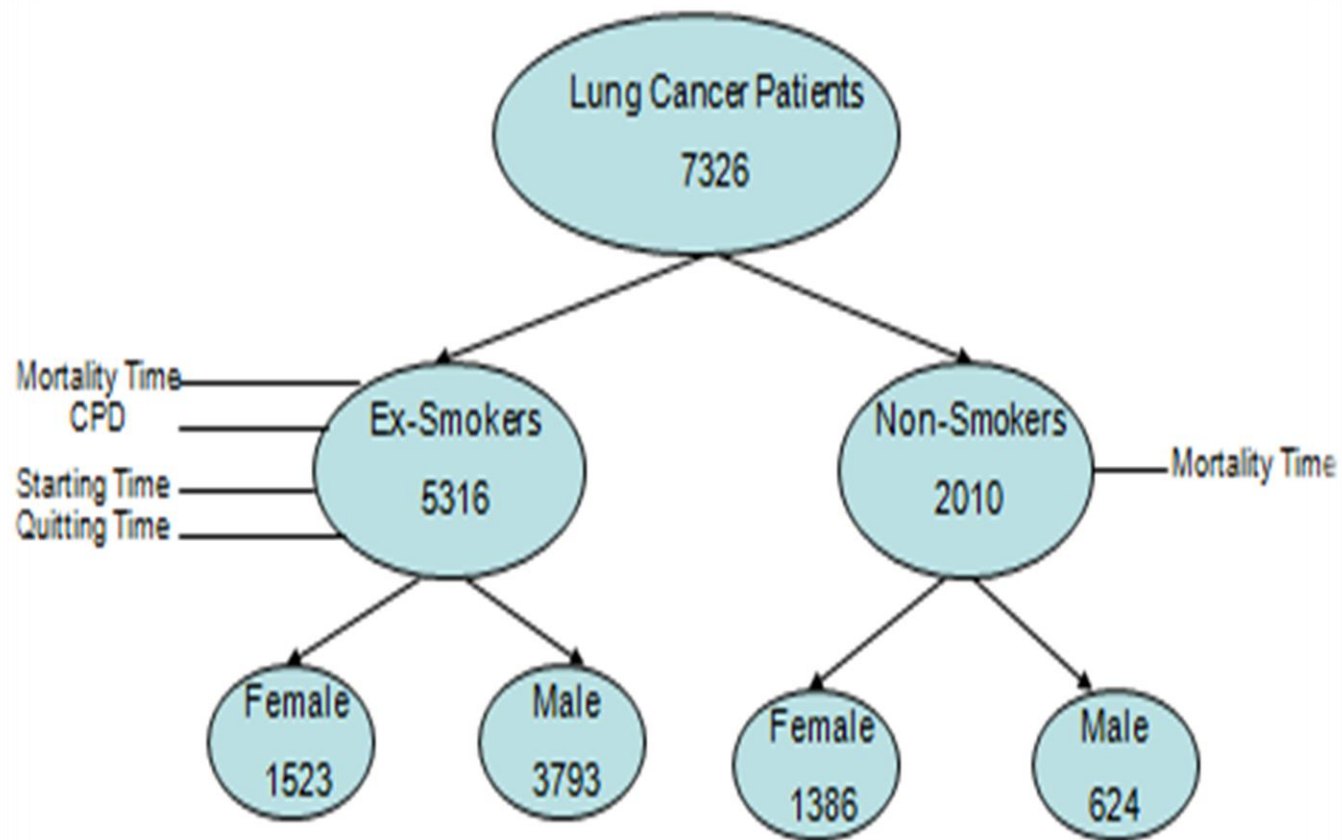 Lung Cancer Patients
7326
Mortality Time
CPD
Starting Time
Quitting Time
Ex-Smokers
5316
Non-Smokers
2010
Mortality Time
Female
1523
Male
3793
Female
1386
Male
624